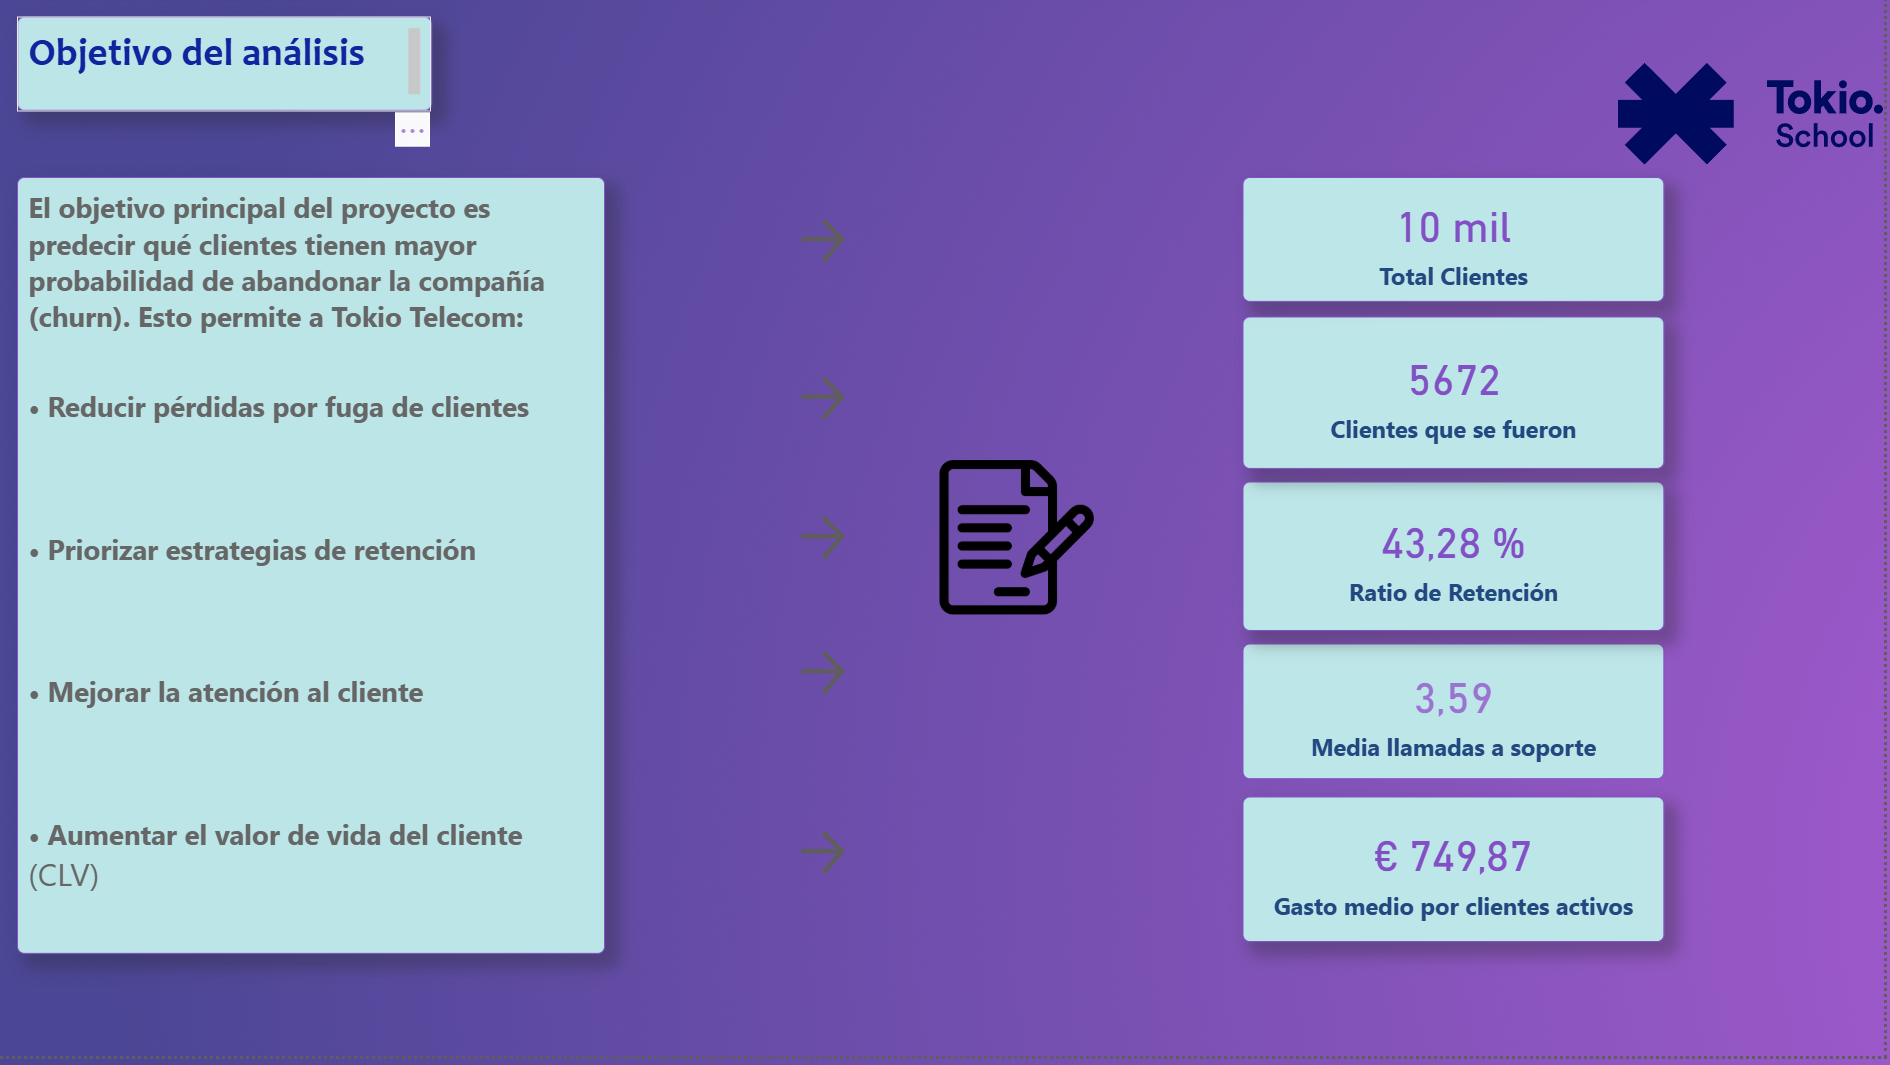 Objetivo del análisis
Tokio.
School
El objetivo principal del proyecto es
predecir qué clientes tienen mayor
probabilidad de abandonar la compañía
(churn). Esto permite a Tokio Telecom:
• Reducir pérdidas por fuga de clientes
• Priorizar estrategias de retención
• Mejorar la atención al cliente
• Aumentar el valor de vida del cliente
(CLV)
10 mil
Total Clientes
5672
Clientes que se fueron
43,28 %
Ratio de Retención
3,59
Media llamadas a soporte
€ 749,87
Gasto medio por clientes activos